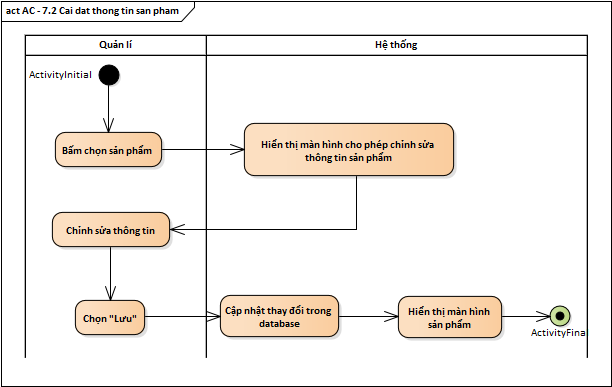 act AC - 7.2 Cai dat thong tin san pham
Quản lí
Hệ thống
ActivityInitial
Bấm chọn sản phẩm
Hiển thị màn hình cho phép chỉnh sửa
thông tin sản phẩm
Chỉnh sửa thông tin
Chọn "Lưu"
Cập nhật thay đổi trong
database
Hiển thị màn hình
sản phẩm
ActivityFinal